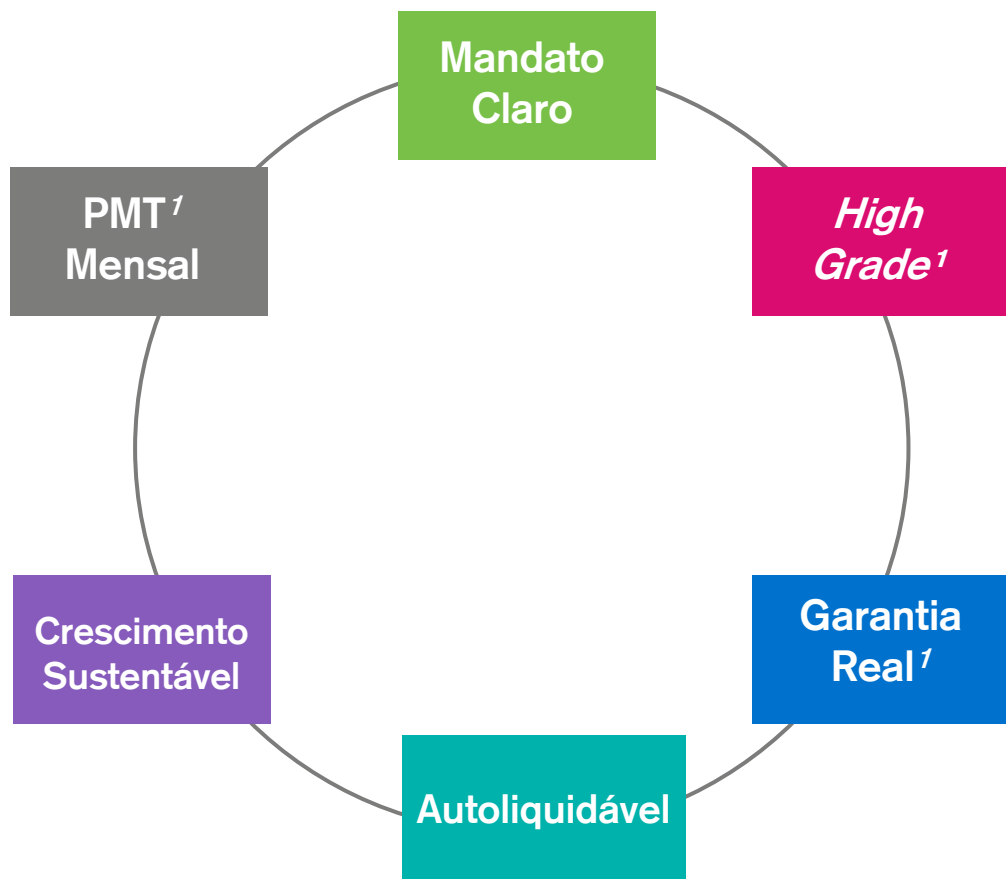 Mandato
Claro
PMT¹
Mensal
High
Grade¹
Crescimento
Sustentável
Garantia
Real¹
Autoliquidável